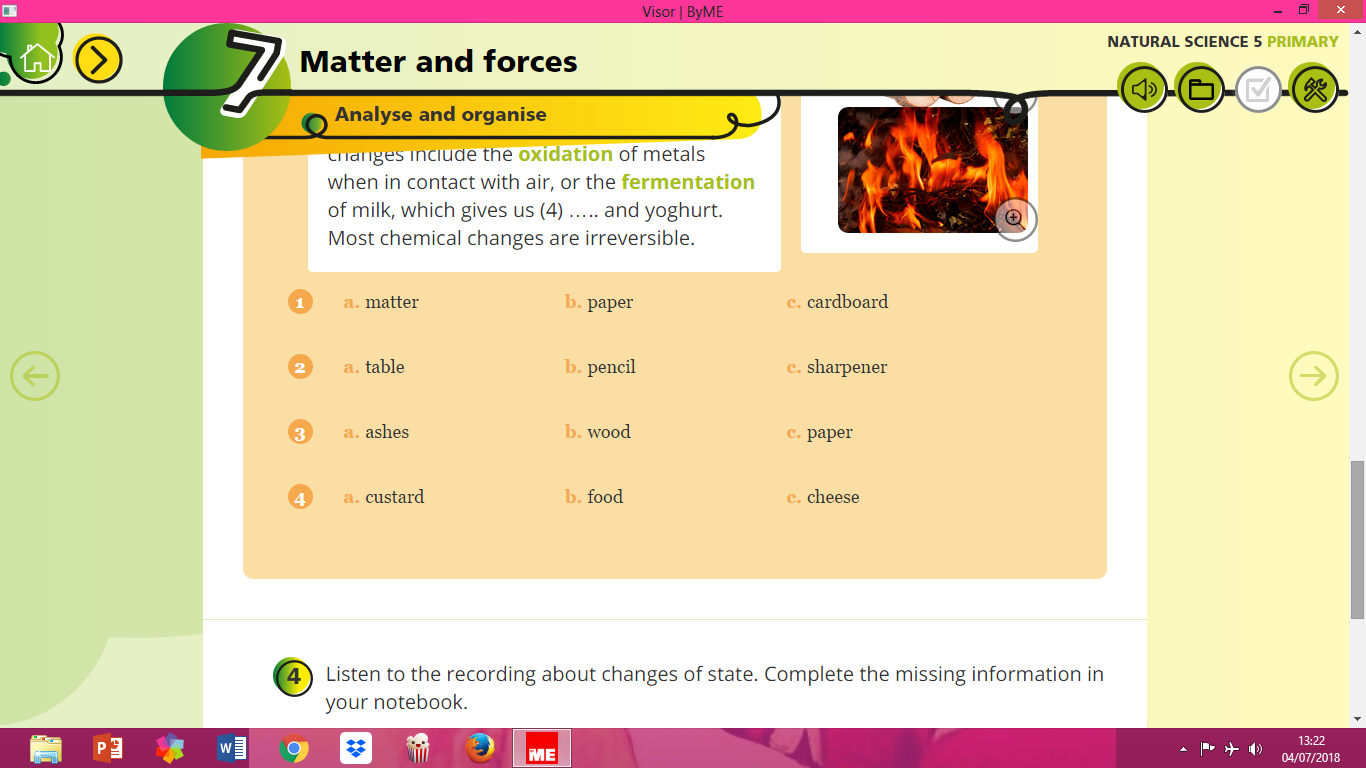 Visor | ByME
NATURAL SCIENCE 5 PRIMARY
7 Matter and forces
Analyse and organise
changes include the oxidation of metals
when in contact with air, or the fermentation
of milk, which gives us (4) ..... and yoghurt.
Most chemical changes are irreversible.
1 a. matter b. paper c. cardboard
2 a. table b. pencil c. sharpener
3 a. ashes b. wood c. paper
4 a. custard b. food c. cheese
4 Listen to the recording about changes of state. Complete the missing information in
your notebook.
ME
13:22
04/07/2018